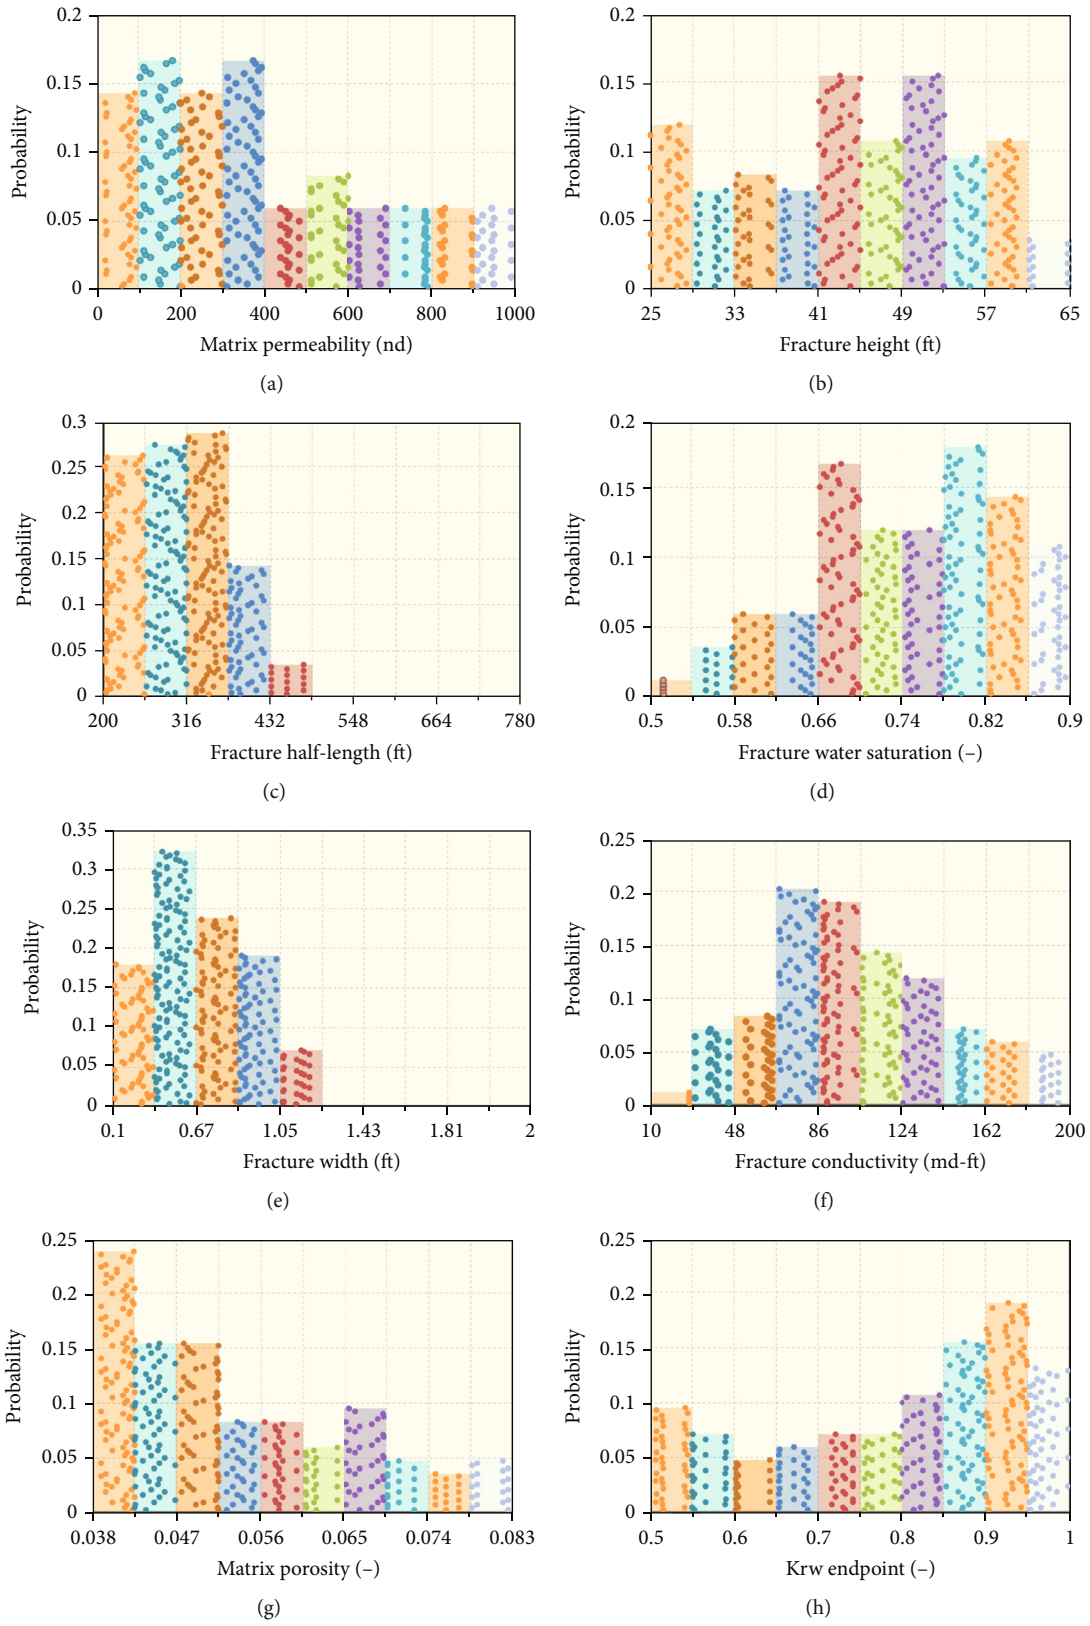 0.2
0.15
0.1
0.05
0
Probability
0 200 400 600 800 1000
Matrix permeability (nd)
(a)
0.2
0.15
0.1
0.05
0
Probability
25 33 41 49 57 65
Fracture height (ft)
(b)
0.3
0.25
0.2
0.15
0.1
0.05
0
Probability
200 316 432 548 664 780
Fracture half-length (ft)
(c)
0.2
0.15
0.1
0.05
0
Probability
0.5 0.58 0.66 0.74 0.82 0.9
Fracture water saturation (–)
(d)
0.35
0.3
0.25
0.2
0.15
0.1
0.05
0
Probability
0.1 0.67 1.05 1.43 1.81 2
Fracture width (ft)
(e)
0.25
0.2
0.15
0.1
0.05
0
Probability
10 48 86 124 162 200
Fracture conductivity (md-ft)
(f)
0.25
0.2
0.15
0.1
0.05
0
Probability
0.038 0.047 0.056 0.065 0.074 0.083
Matrix porosity (–)
(g)
0.25
0.2
0.15
0.1
0.05
0
Probability
0.5 0.6 0.7 0.8 0.9 1
Krw endpoint (–)
(h)